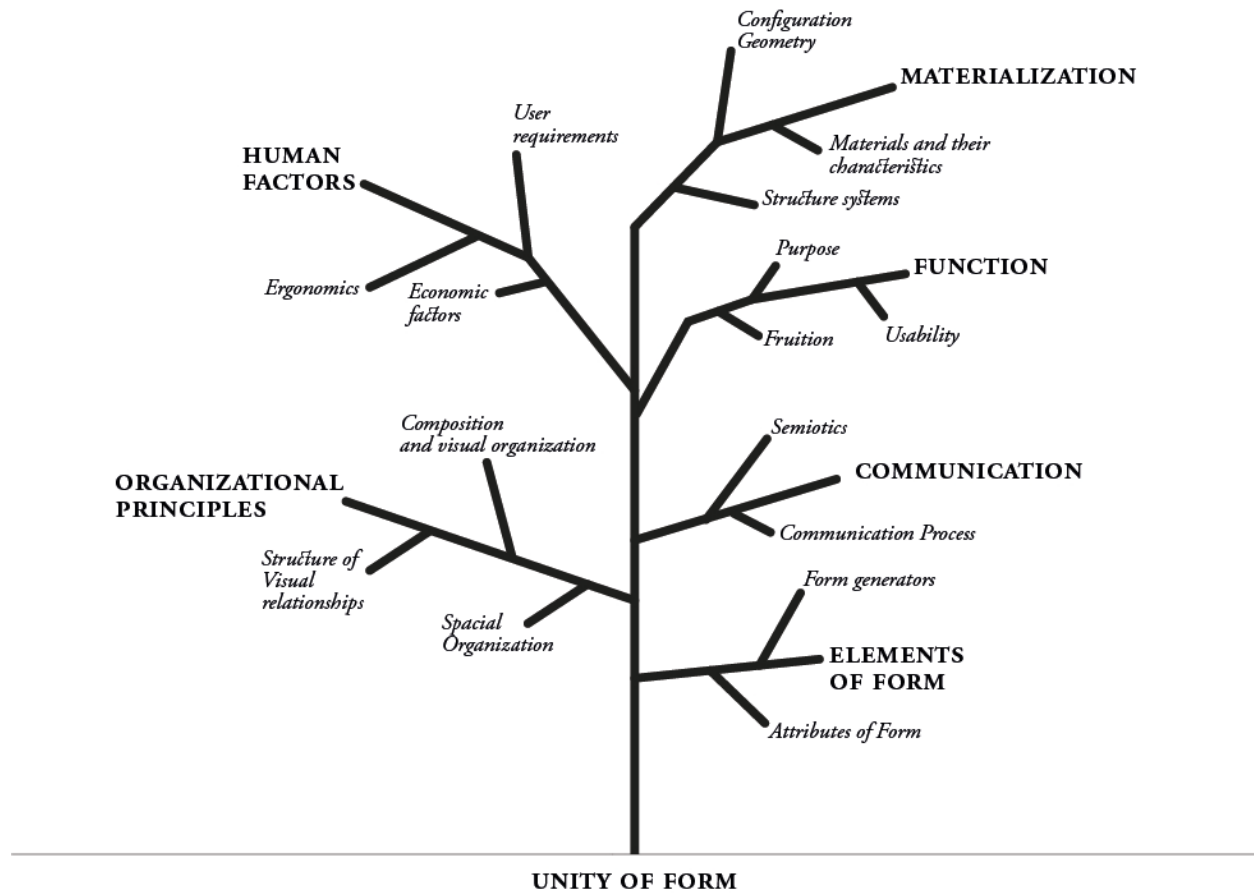 Configuration
Geometry
MATERIALIZATION
User
requirements
Materials and their
characteristics
HUMAN
FACTORS
Structure systems
Purpose
FUNCTION
Ergonomics
Economic
factors
Fruition
Usability
Composition
and visual organization
Semiotics
COMMUNICATION
ORGANIZATIONAL
PRINCIPLES
Communication Process
Structure of
Visual
relationships
Form generators
Spacial
Organization
ELEMENTS
OF FORM
Attributes of Form
UNITY OF FORM